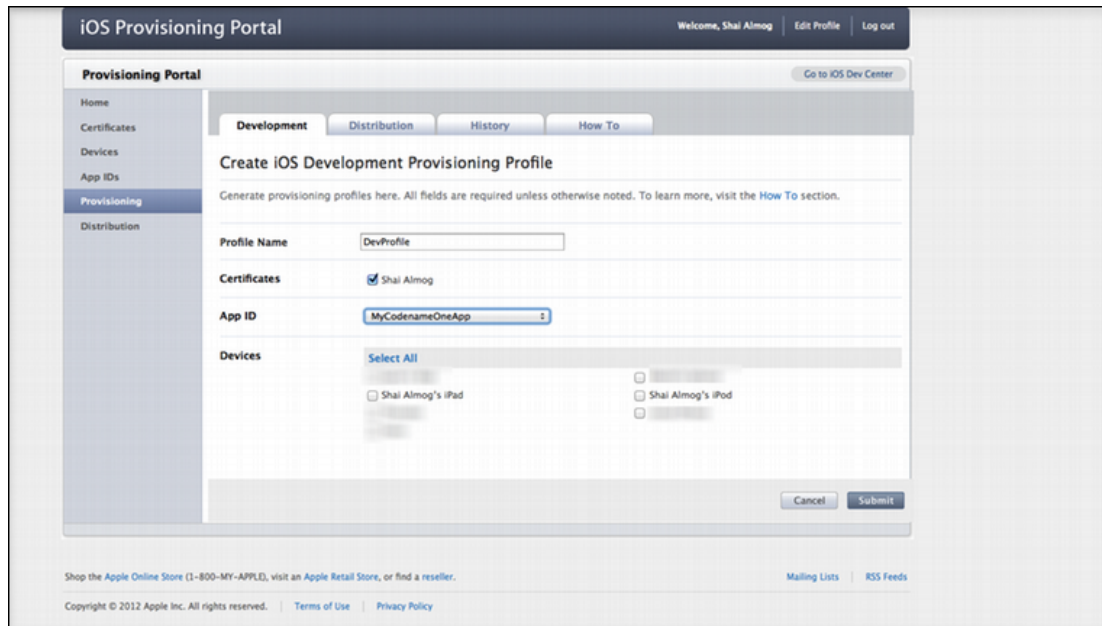 iOS Provisioning Portal
Welcome, Shai Almog Edit Profile Log out
Provisioning Portal
Go to iOS Dev Center
Home
Certificates
Devices
App IDs
Provisioning
Distribution
Development Distribution History How To
Create iOS Development Provisioning Profile
Generate provisioning profiles here. All fields are required unless otherwise noted. To learn more, visit the How To section.
Profile Name DevProfile
Certificates Shai Almog
App ID MyCodenameOneApp
Devices Select All
Shai Almog's iPad Shai Almog's iPod
Cancel Submit
Shop the Apple Online Store (1-800-MY-APPLE), visit an Apple Retail Store, or find a reseller.
Mailing Lists RSS Feeds
Copyright © 2012 Apple Inc. All rights reserved. Terms of Use Privacy Policy